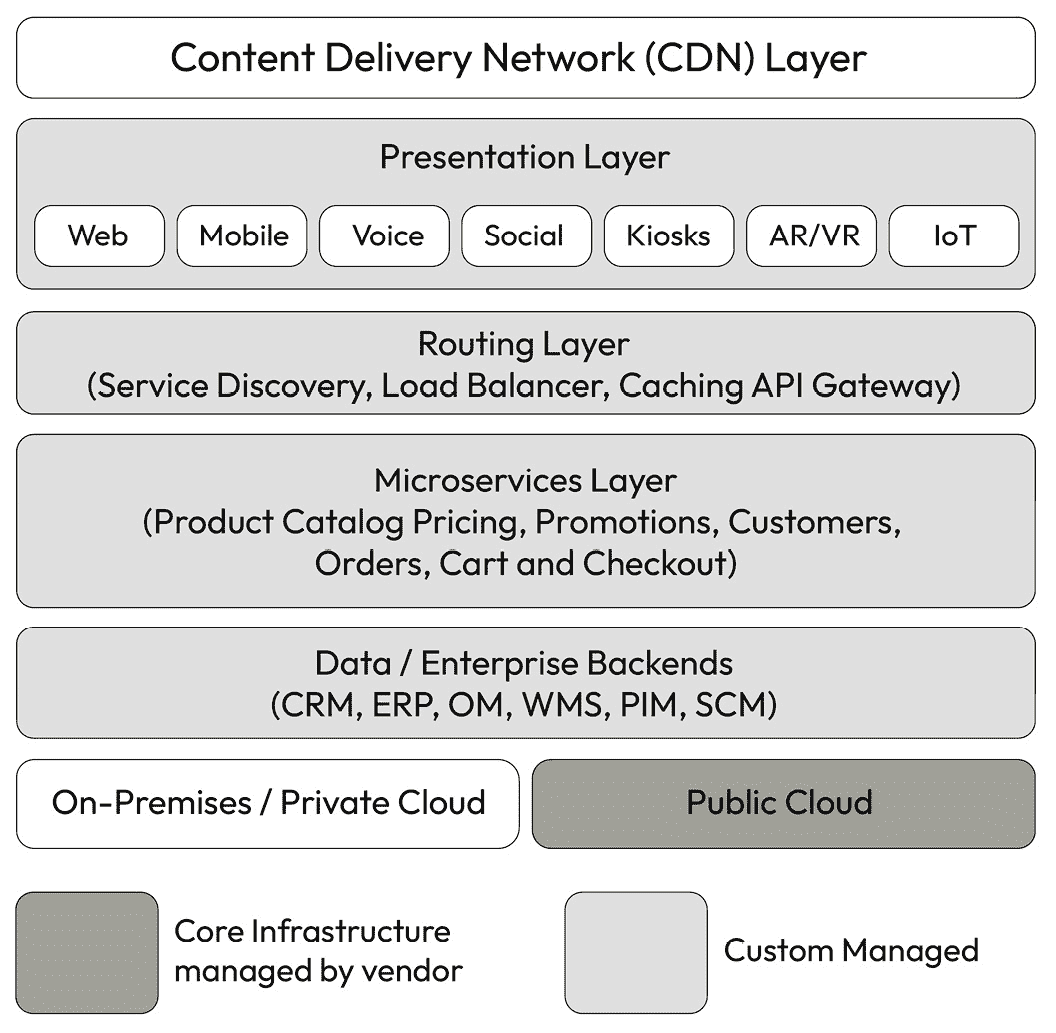 Content Delivery Network (CDN) Layer
Presentation Layer
Web
Mobile
Voice
Social
Kiosks
AR/VR
IoT
Routing Layer
(Service Discovery, Load Balancer, Caching API Gateway)
Microservices Layer
(Product Catalog Pricing, Promotions, Customers,
Orders, Cart and Checkout)
Data / Enterprise Backends
(CRM, ERP, OM, WMS, PIM, SCM)
On-Premises / Private Cloud
Public Cloud
Core Infrastructure
managed by vendor
Custom Managed